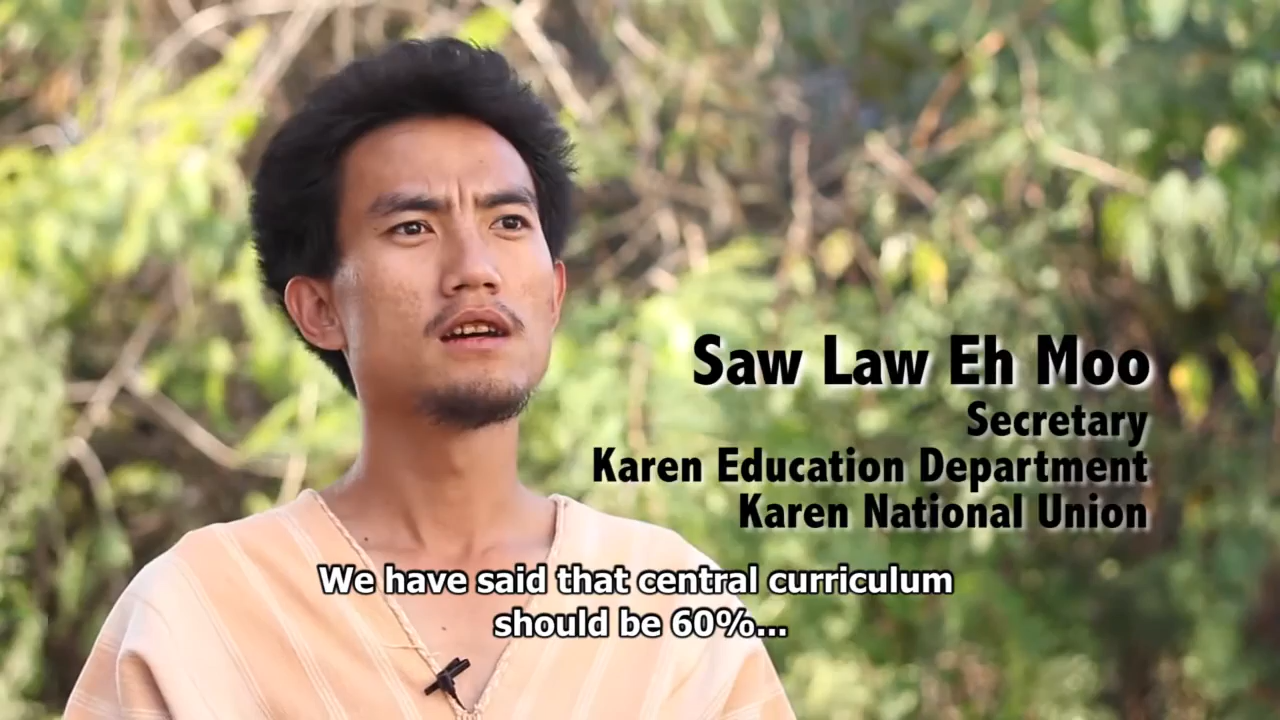 Saw Law Eh Moo
Secretary
Karen Education Department
Karen National Union
We have said that central curriculum
should be 60%...